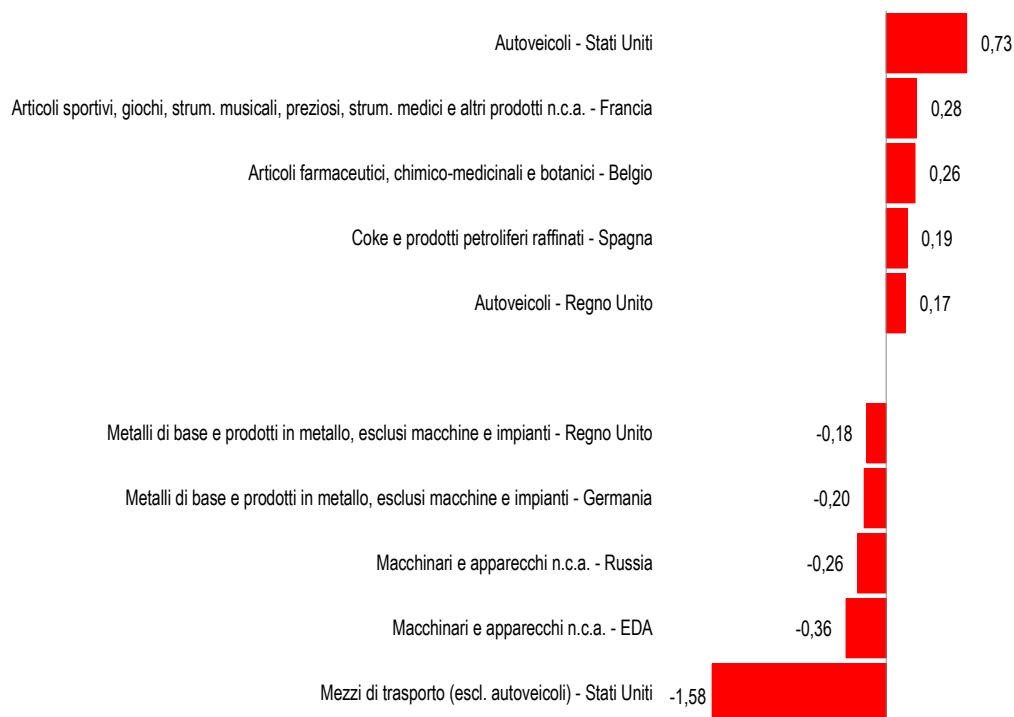 Autoveicoli - Stati Uniti 0,73
Articoli sportivi, giochi, strum. musicali, preziosi, strum. medici e altri prodotti n.c.a. - Francia 0,28
Articoli farmaceutici, chimico-medicinali e botanici - Belgio 0,26
Coke e prodotti petroliferi raffinati - Spagna 0,19
Autoveicoli - Regno Unito 0,17
Metalli di base e prodotti in metallo, esclusi macchine e impianti - Regno Unito -0,18
Metalli di base e prodotti in metallo, esclusi macchine e impianti - Germania -0,20
Macchinari e apparecchi n.c.a. - Russia -0,26
Macchinari e apparecchi n.c.a. - EDA -0,36
Mezzi di trasporto (escl. autoveicoli) - Stati Uniti -1,58